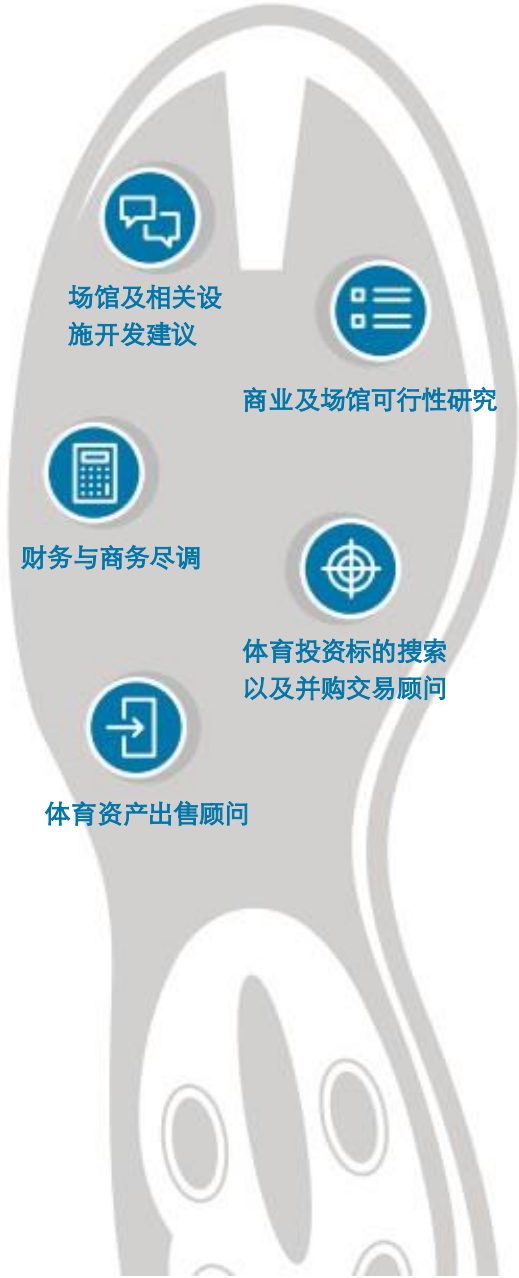 场馆及相关设
施开发建议
商业及场馆可行性研究
财务与商务尽调
体育投资标的搜索
以及并购交易顾问
体育资产出售顾问